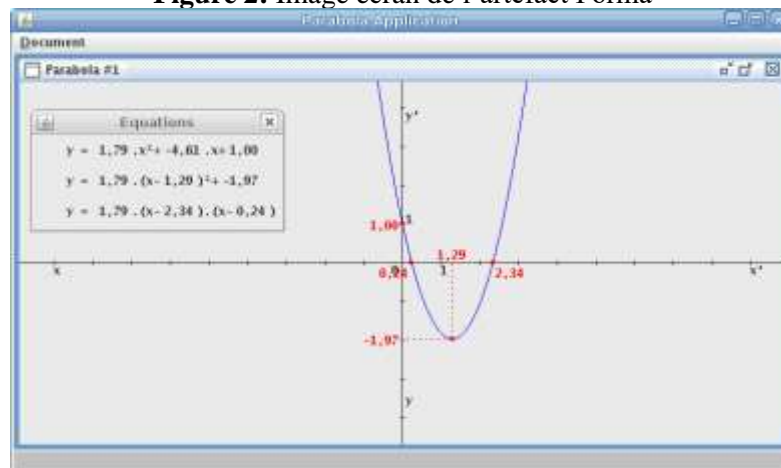 Figure 2: Image écran de l'artefact Forma
Parabola Application
Document
Parabola #1
Equations
y = 1,79 .x²+ -4,61 .x+ 1,00
y = 1,79 .(x- 1,29 )²+ -1,97
y = 1,79 .(x- 2,34 ).(x- 0,24 )
y'
1,00
1
1,29
x
0
0,24
1
2,34
x'
-1,97
y